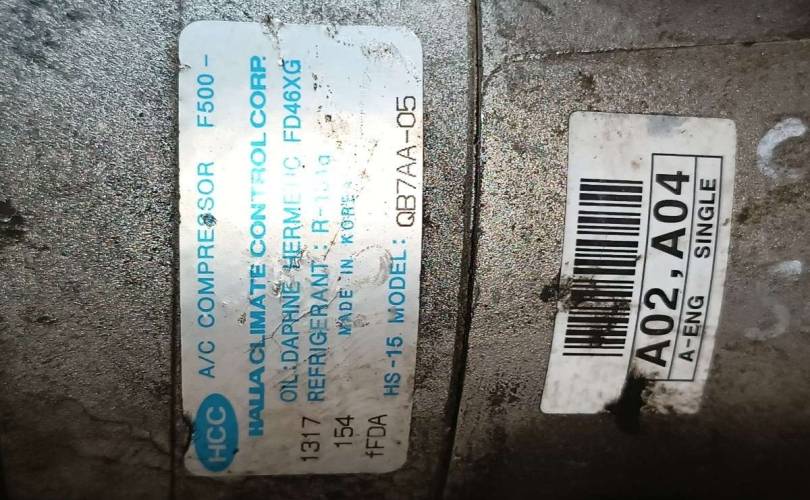 HCC A/C COMPRESSOR F500-
HALLA CLIMATE CONTROL CORP.
OIL:DAPHNE HERMETIC FD46XG
1317 REFRIGERANT : R-134a
154 MADE IN KOREA
fFDA HS-15 MODEL: QB7AA-05
A02,A04
A-ENG SINGLE